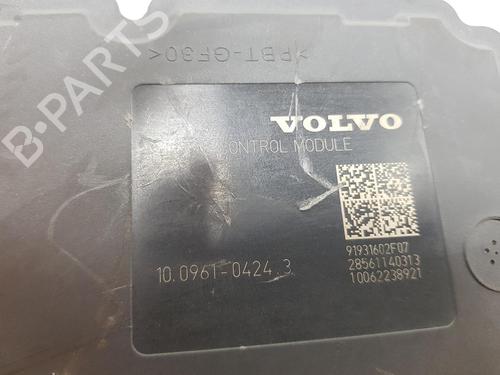 >PBT-GF30<
B-PARTS
VOLVO
CONTROL MODULE
91931602F07
10.0961-0424.3
28561140313
10062238921